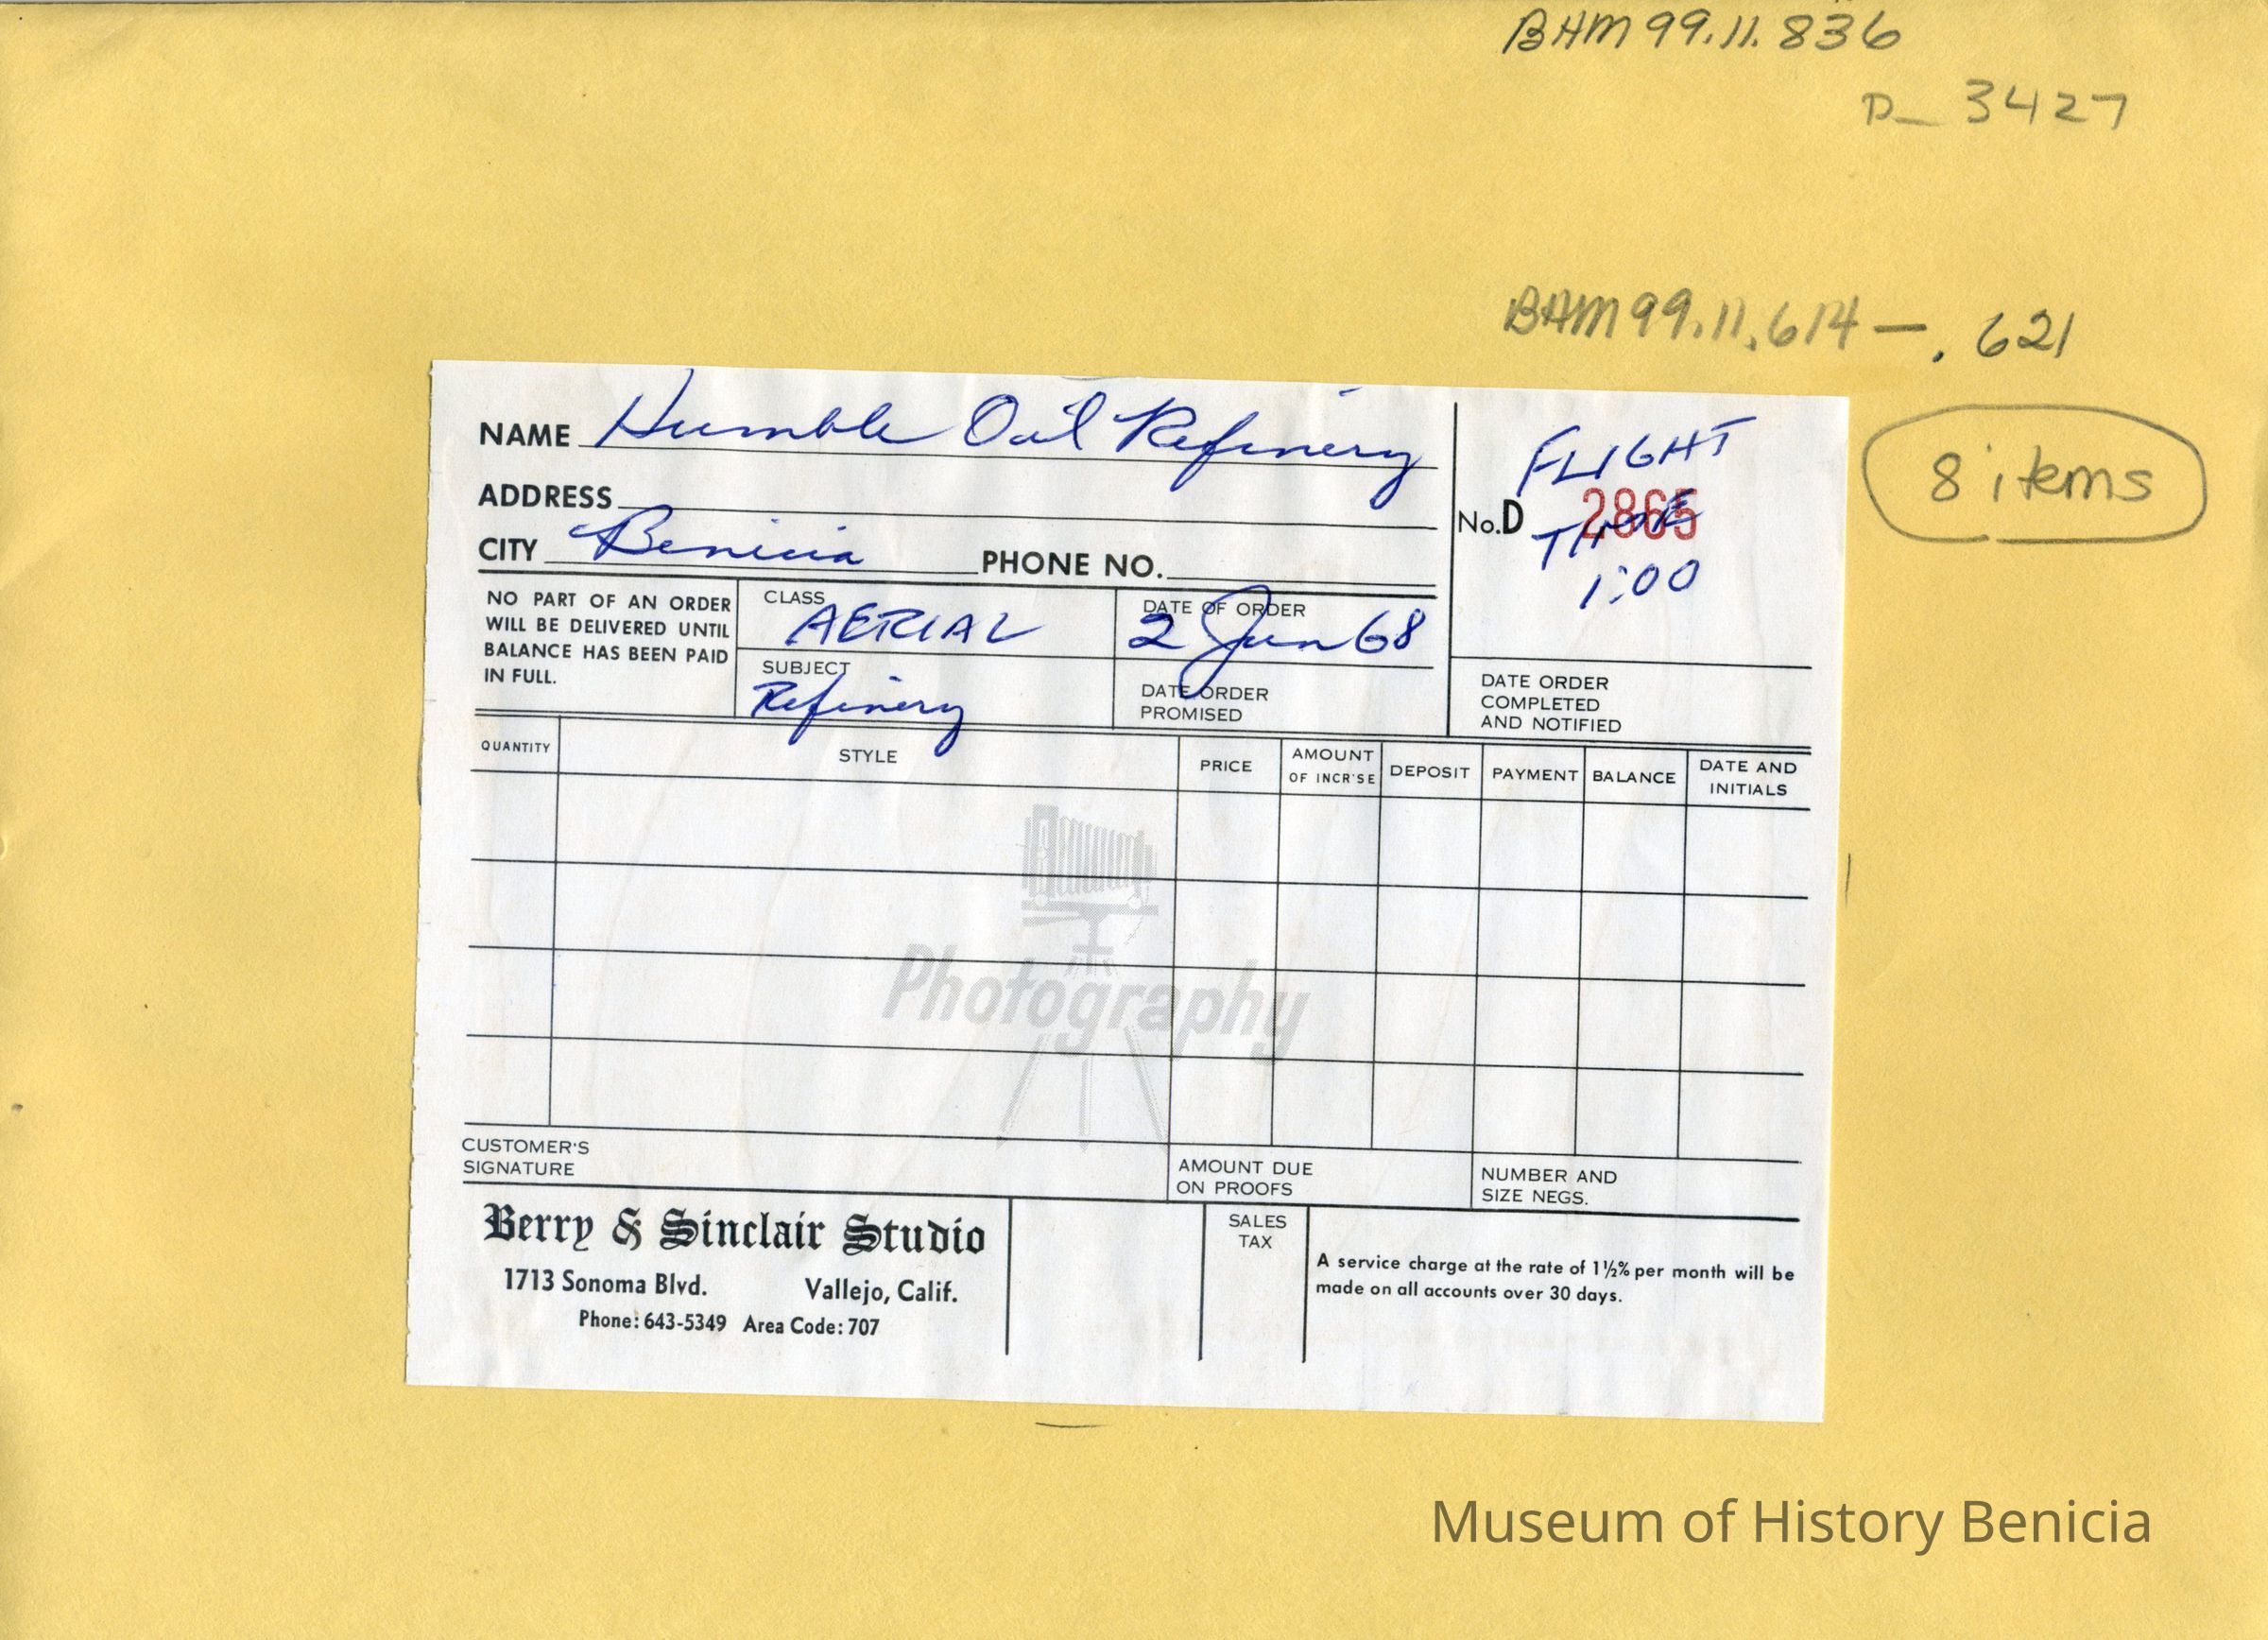 BAM 99.11.836
D_ 3427
BAM 99.11.614 — .621
8 items
NAME Humble Oil Refinery
ADDRESS
CITY Benicia PHONE NO.
FLIGHT
No. D 2865
TIME
1:00
NO PART OF AN ORDER
WILL BE DELIVERED UNTIL
BALANCE HAS BEEN PAID
IN FULL.
CLASS
AERIAL
DATE OF ORDER
2 Jun 68
SUBJECT
Refinery
DATE ORDER
PROMISED
DATE ORDER
COMPLETED
AND NOTIFIED
QUANTITY STYLE PRICE AMOUNT OF INCR'SE DEPOSIT PAYMENT BALANCE DATE AND INITIALS
Photography
CUSTOMER'S
SIGNATURE
AMOUNT DUE
ON PROOFS
NUMBER AND
SIZE NEGS.
Berry & Sinclair Studio
1713 Sonoma Blvd. Vallejo, Calif.
Phone: 643-5349 Area Code: 707
SALES
TAX
A service charge at the rate of 1½% per month will be
made on all accounts over 30 days.
Museum of History Benicia